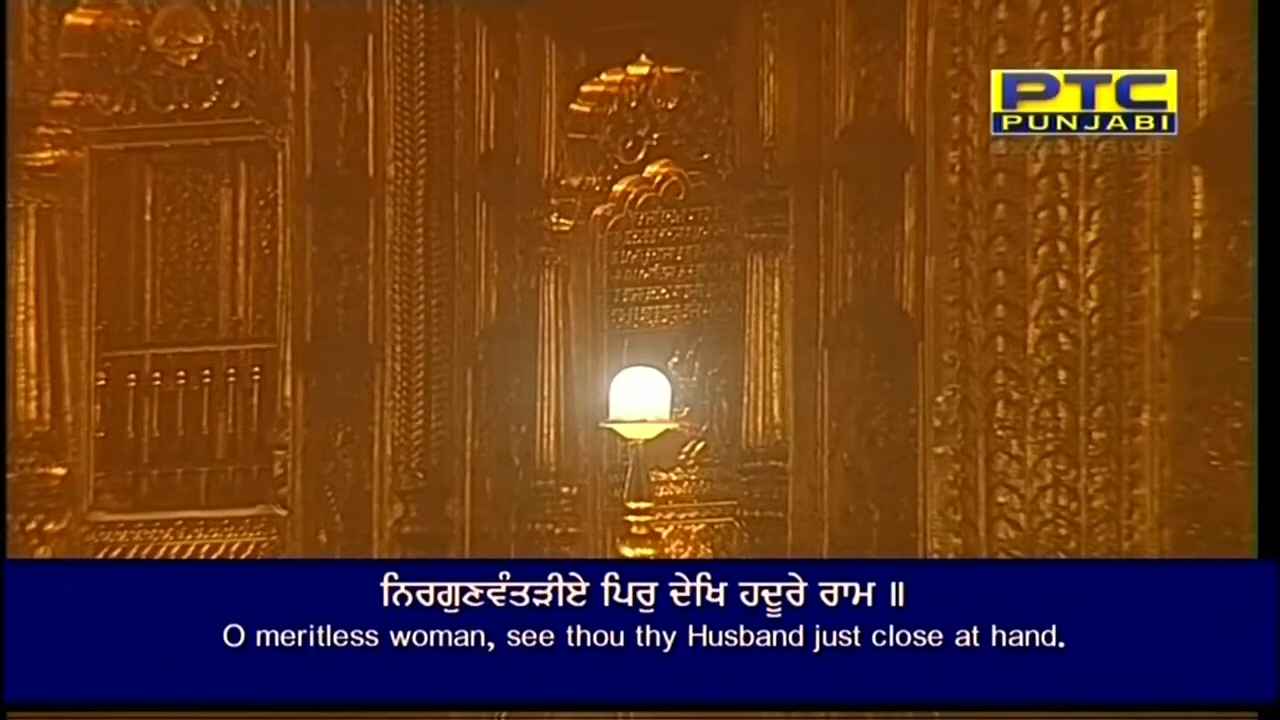 PTC
PUNJABI
ਨਿਰਗੁਣਵੰਤੜੀਏ ਪਿਰੁ ਦੇਖਿ ਹਦੂਰੇ ਰਾਮ ॥
O meritless woman, see thou thy Husband just close at hand.